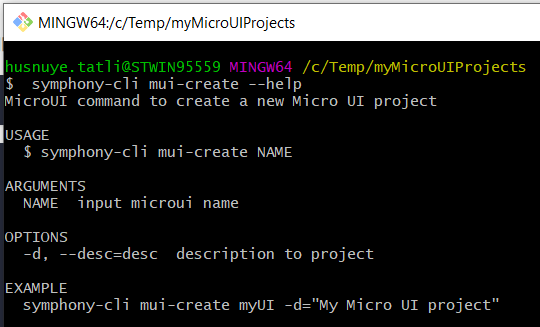 MINGW64:/c/Temp/myMicroUIProjects
husnuye.tatli@STWIN95559 MINGW64 /c/Temp/myMicroUIProjects
$  symphony-cli mui-create --help
MicroUI command to create a new Micro UI project
USAGE
  $ symphony-cli mui-create NAME
ARGUMENTS
  NAME  input microui name
OPTIONS
  -d, --desc=desc  description to project
EXAMPLE
  symphony-cli mui-create myUI -d="My Micro UI project"